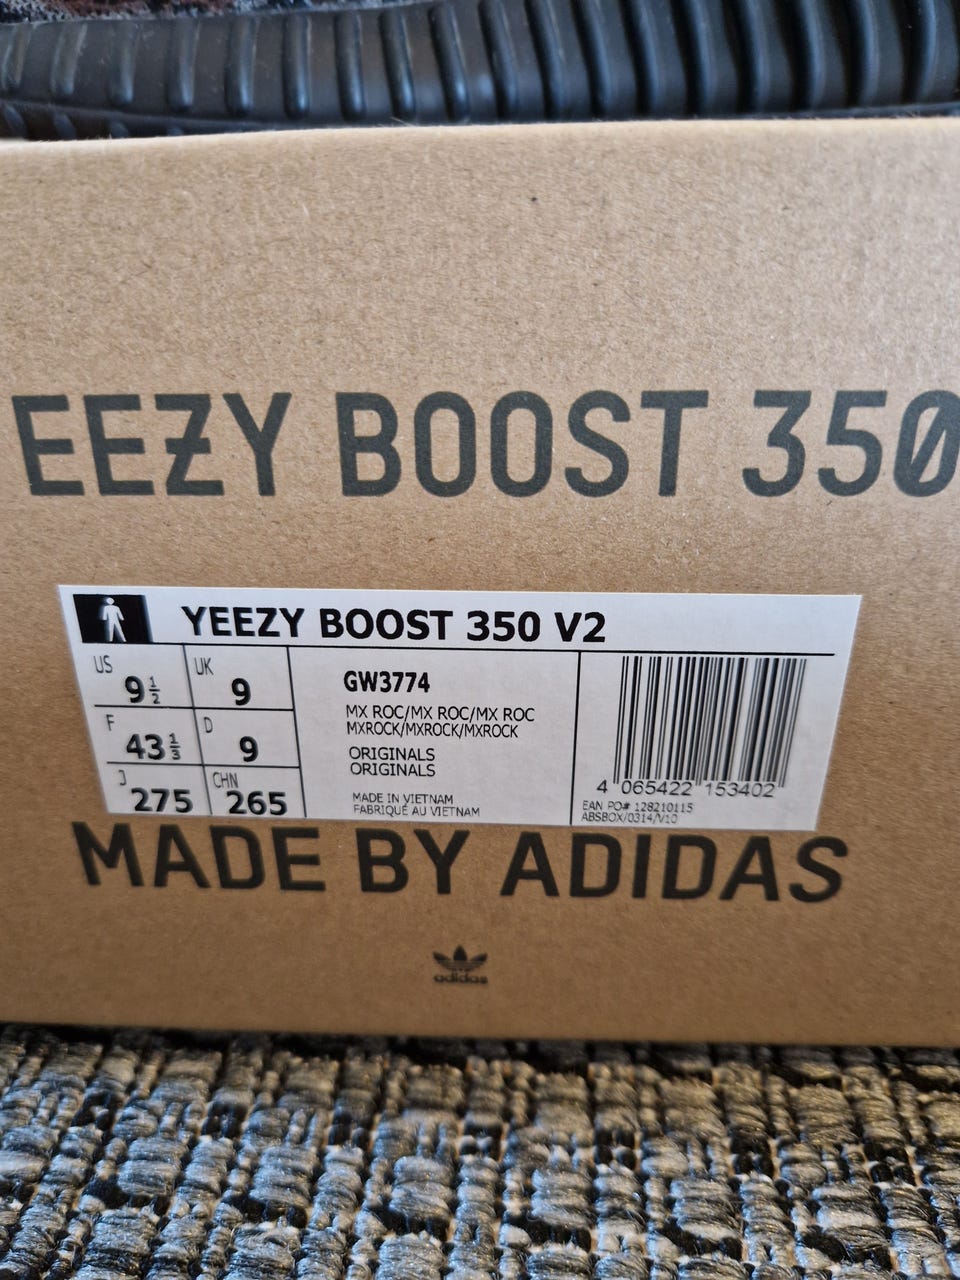 EEZY BOOST 350
YEEZY BOOST 350 V2
US 9 1/2
UK 9
F 43 1/3
D 9
J 275
CHN 265
GW3774
MX ROC/MX ROC/MX ROC
MXROCK/MXROCK/MXROCK
ORIGINALS
ORIGINALS
MADE IN VIETNAM
FABRIQUÉ AU VIETNAM
4 065422 153402
EAN PO# 128210115
ABSBOX/0314/V10
MADE BY ADIDAS
adidas